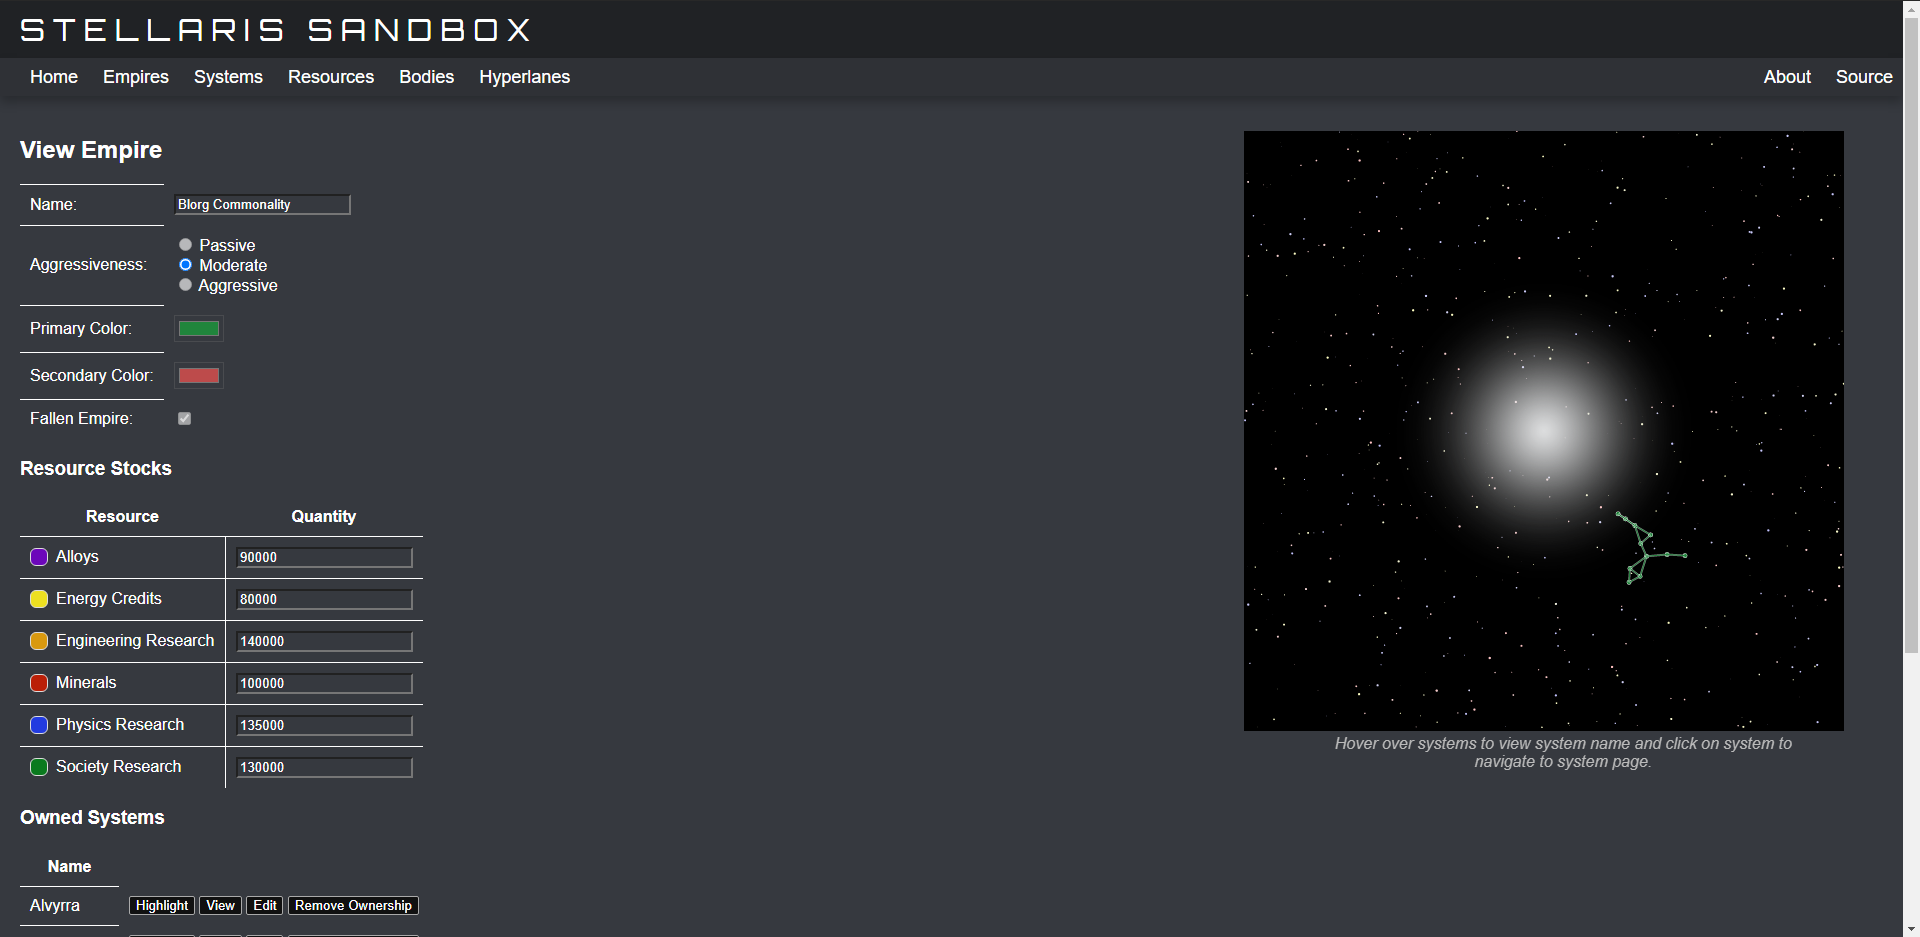 STELLARIS SANDBOX
Home Empires Systems Resources Bodies Hyperlanes About Source
View Empire
Name: Blorg Commonality
Aggressiveness:
Passive
Moderate
Aggressive
Primary Color:
Secondary Color:
Fallen Empire:
Resource Stocks
Resource Quantity
Alloys 90000
Energy Credits 80000
Engineering Research 140000
Minerals 100000
Physics Research 135000
Society Research 130000
Owned Systems
Name
Alvyrra Highlight View Edit Remove Ownership
Hover over systems to view system name and click on system to
navigate to system page.